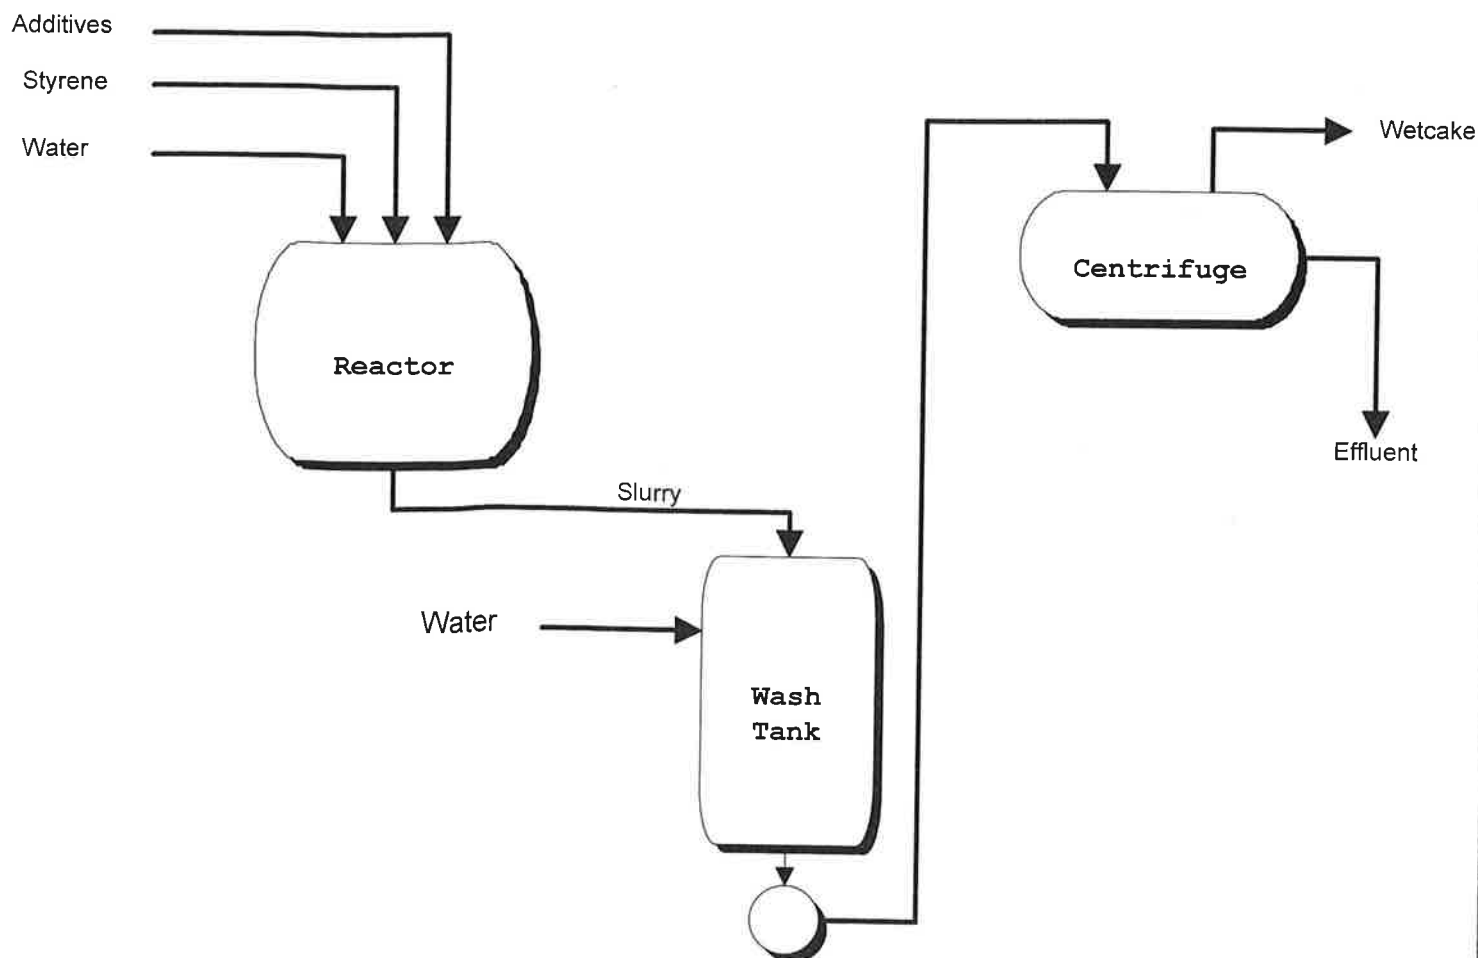 Additives
Styrene
Water
Wetcake
Centrifuge
Reactor
Effluent
Slurry
Water
Wash
Tank